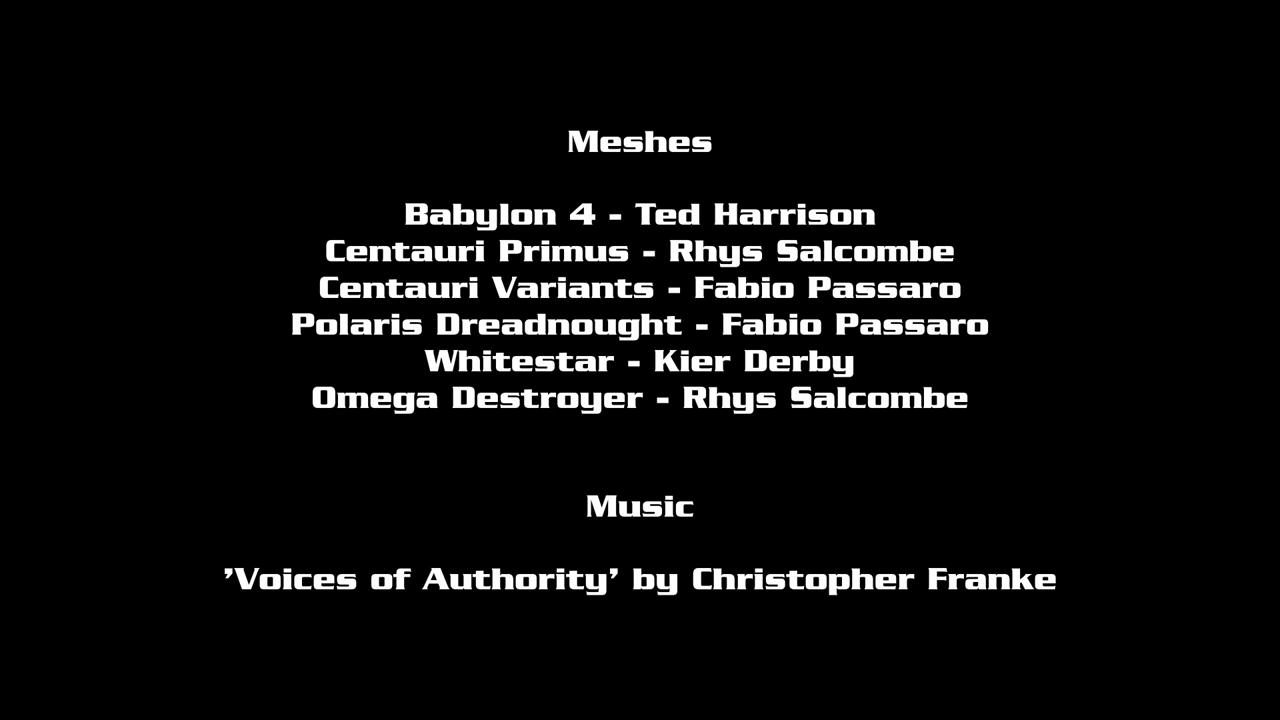 Meshes
Babylon 4 - Ted Harrison
Centauri Primus - Rhys Salcombe
Centauri Variants - Fabio Passaro
Polaris Dreadnought - Fabio Passaro
Whitestar - Kier Derby
Omega Destroyer - Rhys Salcombe
Music
'Voices of Authority' by Christopher Franke